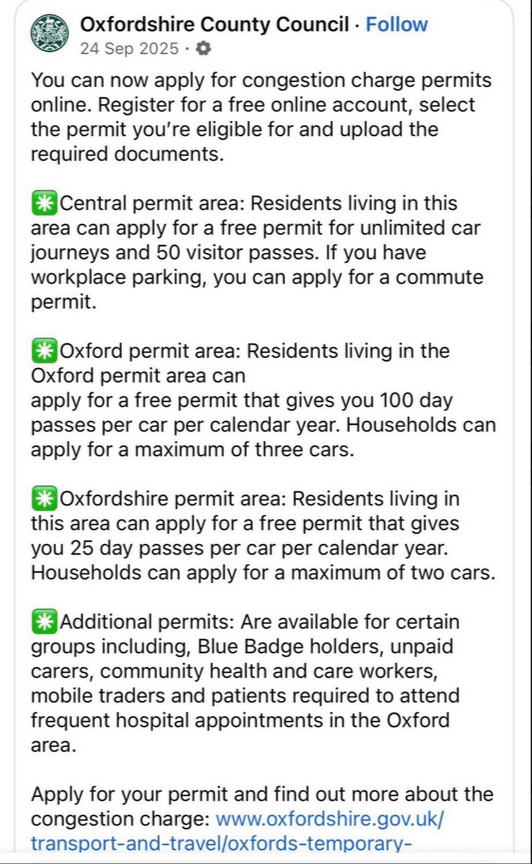 Oxfordshire County Council · Follow
24 Sep 2025 ·
You can now apply for congestion charge permits
online. Register for a free online account, select
the permit you’re eligible for and upload the
required documents.
✳️Central permit area: Residents living in this
area can apply for a free permit for unlimited car
journeys and 50 visitor passes. If you have
workplace parking, you can apply for a commute
permit.
✳️Oxford permit area: Residents living in the
Oxford permit area can
apply for a free permit that gives you 100 day
passes per car per calendar year. Households can
apply for a maximum of three cars.
✳️Oxfordshire permit area: Residents living in
this area can apply for a free permit that gives
you 25 day passes per car per calendar year.
Households can apply for a maximum of two cars.
✳️Additional permits: Are available for certain
groups including, Blue Badge holders, unpaid
carers, community health and care workers,
mobile traders and patients required to attend
frequent hospital appointments in the Oxford
area.
Apply for your permit and find out more about the
congestion charge: www.oxfordshire.gov.uk/
transport-and-travel/oxfords-temporary-